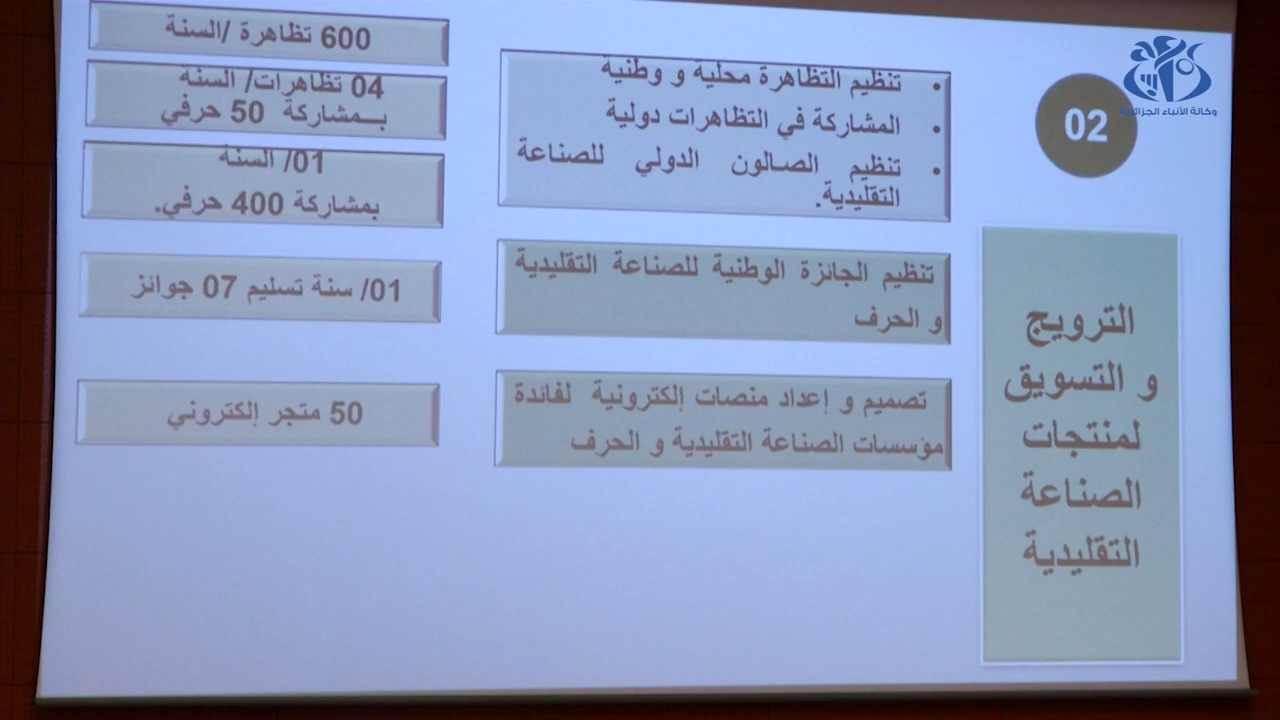 وكالة الأنباء الجزائرية
02
الترويج
و التسويق
لمنتجات
الصناعة
التقليدية
• تنظيم التظاهرة محلية و وطنية
• المشاركة في التظاهرات دولية
• تنظيم الصالون الدولي للصناعة
التقليدية.
600 تظاهرة /السنة
04 تظاهرات/ السنة
بـمشاركة 50 حرفي
01/ السنة
بمشاركة 400 حرفي.
تنظيم الجائزة الوطنية للصناعة التقليدية
و الحرف
01/ سنة تسليم 07 جوائز
تصميم و إعداد منصات إلكترونية لفائدة
مؤسسات الصناعة التقليدية و الحرف
50 متجر إلكتروني